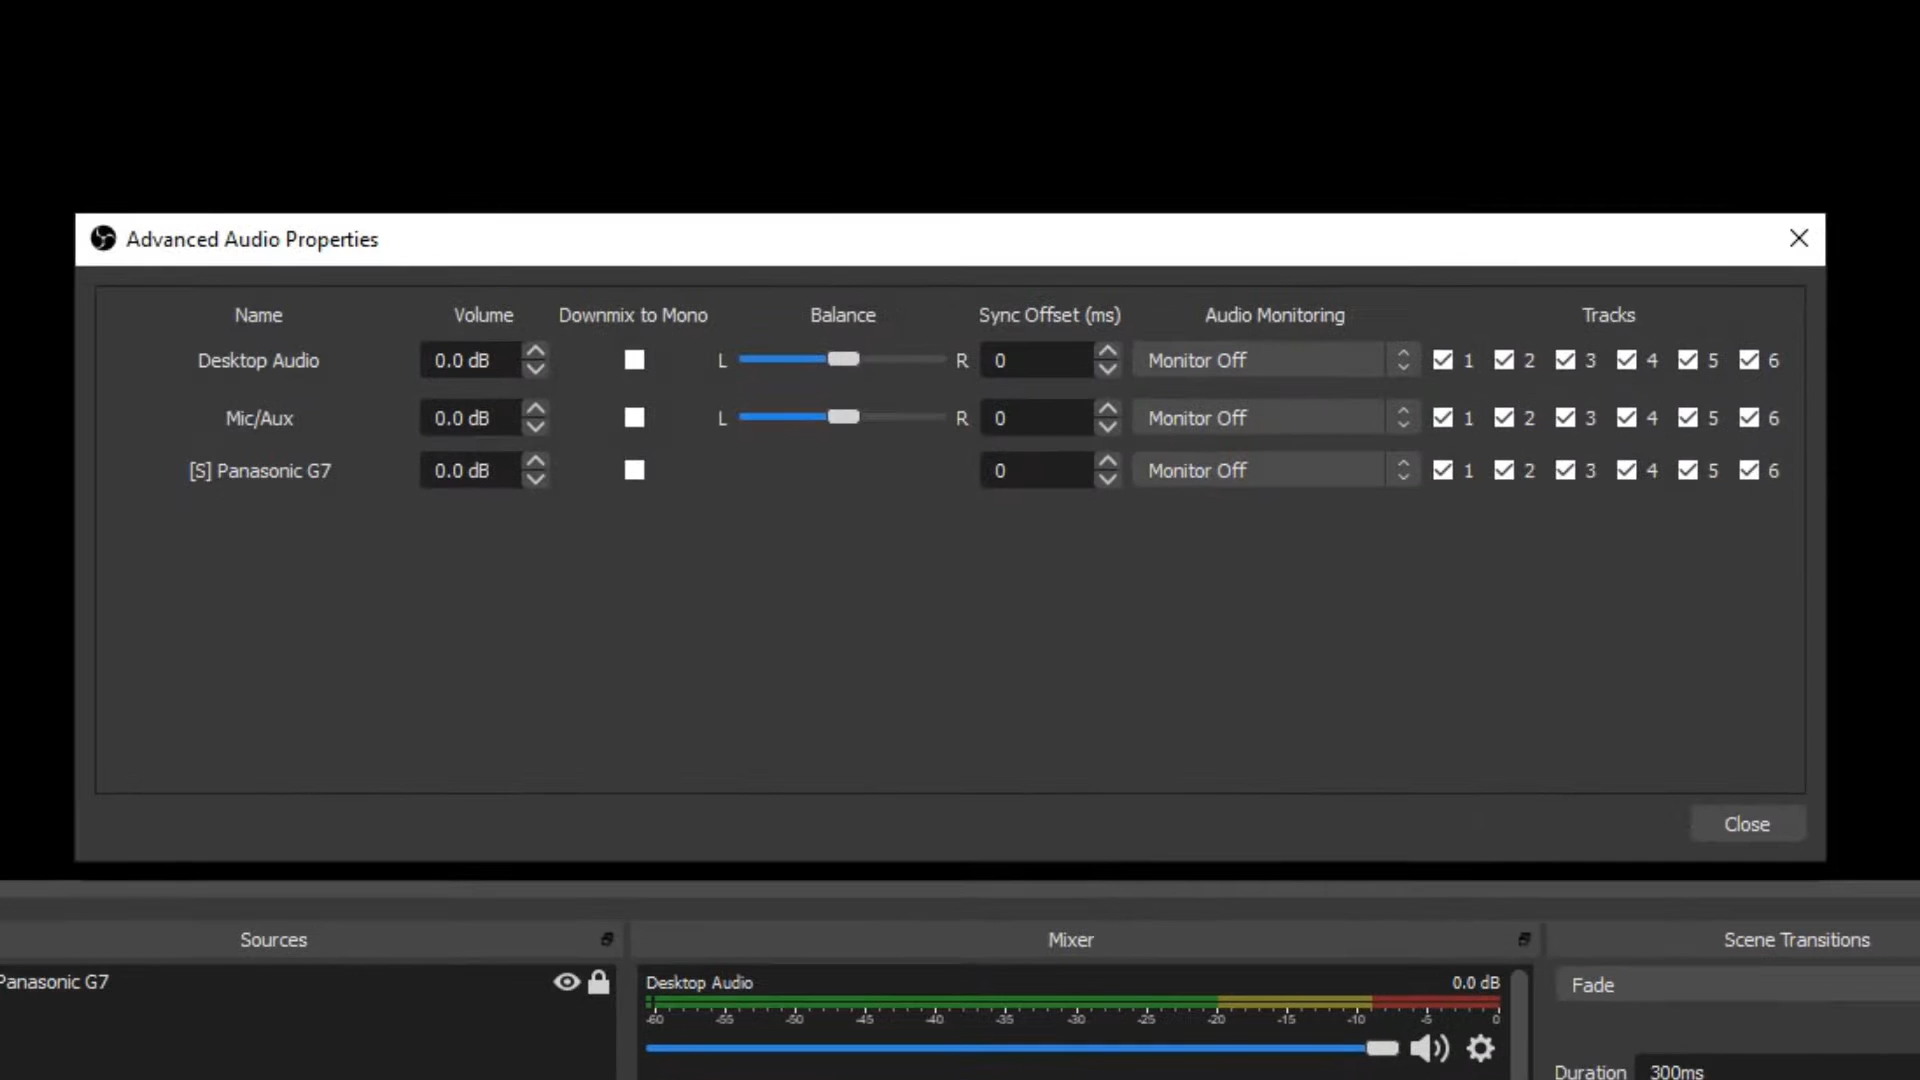 Advanced Audio Properties
Name Volume Downmix to Mono Balance Sync Offset (ms) Audio Monitoring Tracks
Desktop Audio 0.0 dB L R 0 Monitor Off 1 2 3 4 5 6
Mic/Aux 0.0 dB L R 0 Monitor Off 1 2 3 4 5 6
[S] Panasonic G7 0.0 dB 0 Monitor Off 1 2 3 4 5 6
Close
Sources Mixer Scene Transitions
Panasonic G7 Desktop Audio 0.0 dB Fade
-60 -55 -50 -45 -40 -35 -30 -25 -20 -15 -10 -5 0
Duration 300ms